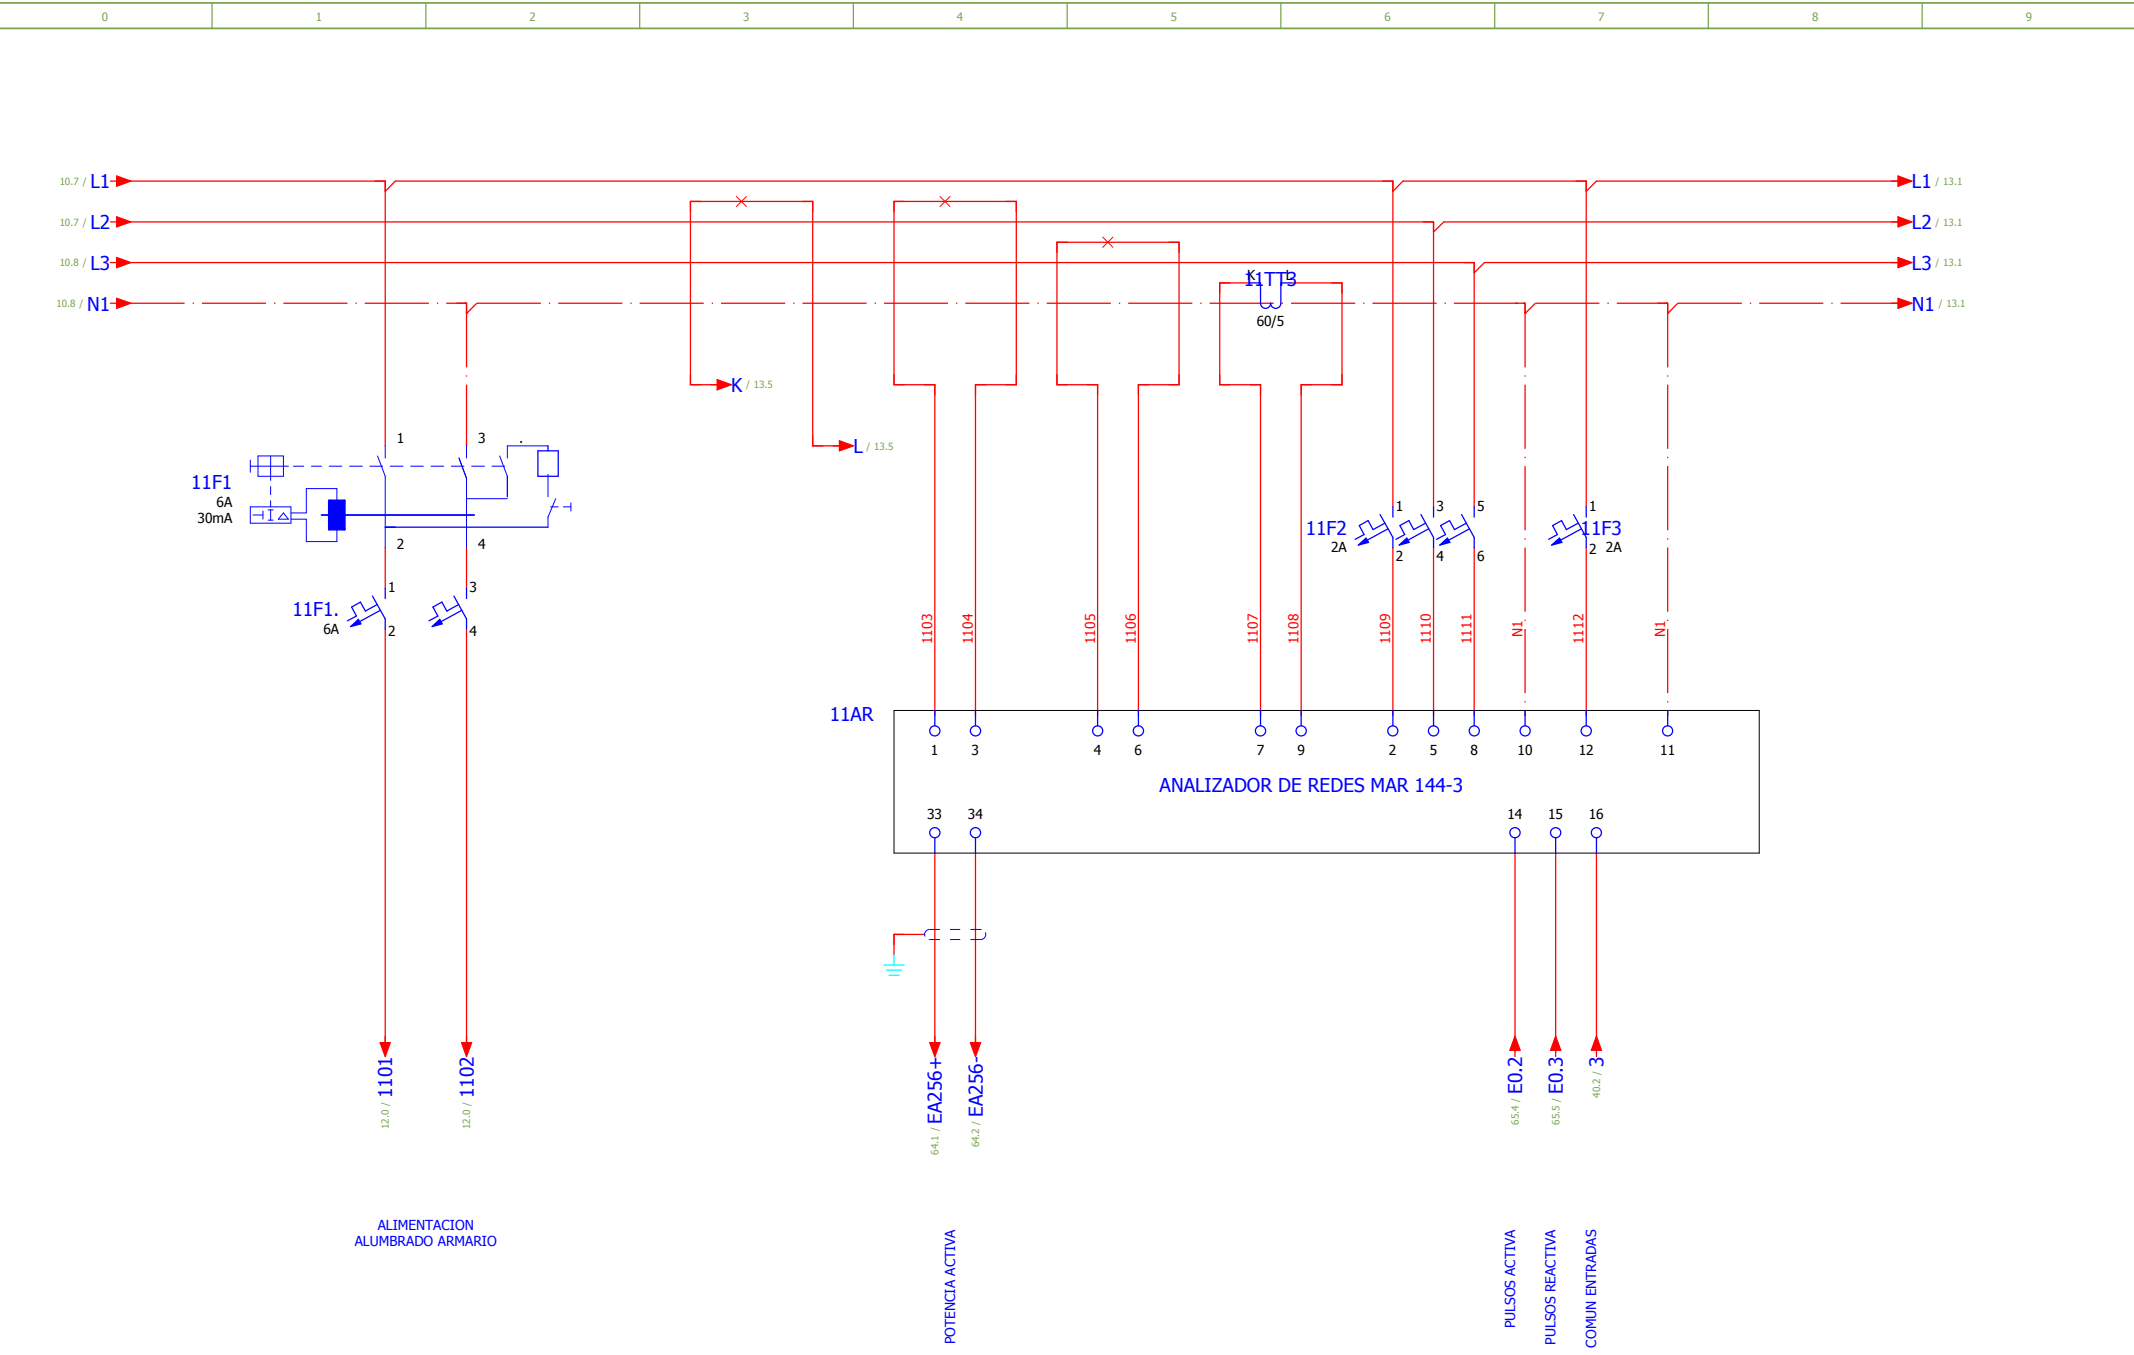 0 1 2 3 4 5 6 7 8 9
10.7 / L1 L1 / 13.1
10.7 / L2 L2 / 13.1
10.8 / L3 L3 / 13.1
10.8 / N1 N1 / 13.1
K L
11TT3
60/5
K / 13.5
L / 13.5
1 3 .
11F1
6A
30mA
2 4
1 3 5 1
11F2 11F3
2A 2A
2 4 6 2
1 3
11F1.
6A
2 4
1103 1104 1105 1106 1107 1108 1109 1110 1111 N1 1112 N1
11AR
1 3 4 6 7 9 2 5 8 10 12 11
ANALIZADOR DE REDES MAR 144-3
33 34 14 15 16
12.0 / 1101
12.0 / 1102
64.1 / EA256+
64.2 / EA256-
65.4 / E0.2
65.5 / E0.3
40.2 / 3
ALIMENTACION
ALUMBRADO ARMARIO
POTENCIA ACTIVA
PULSOS ACTIVA
PULSOS REACTIVA
COMUN ENTRADAS